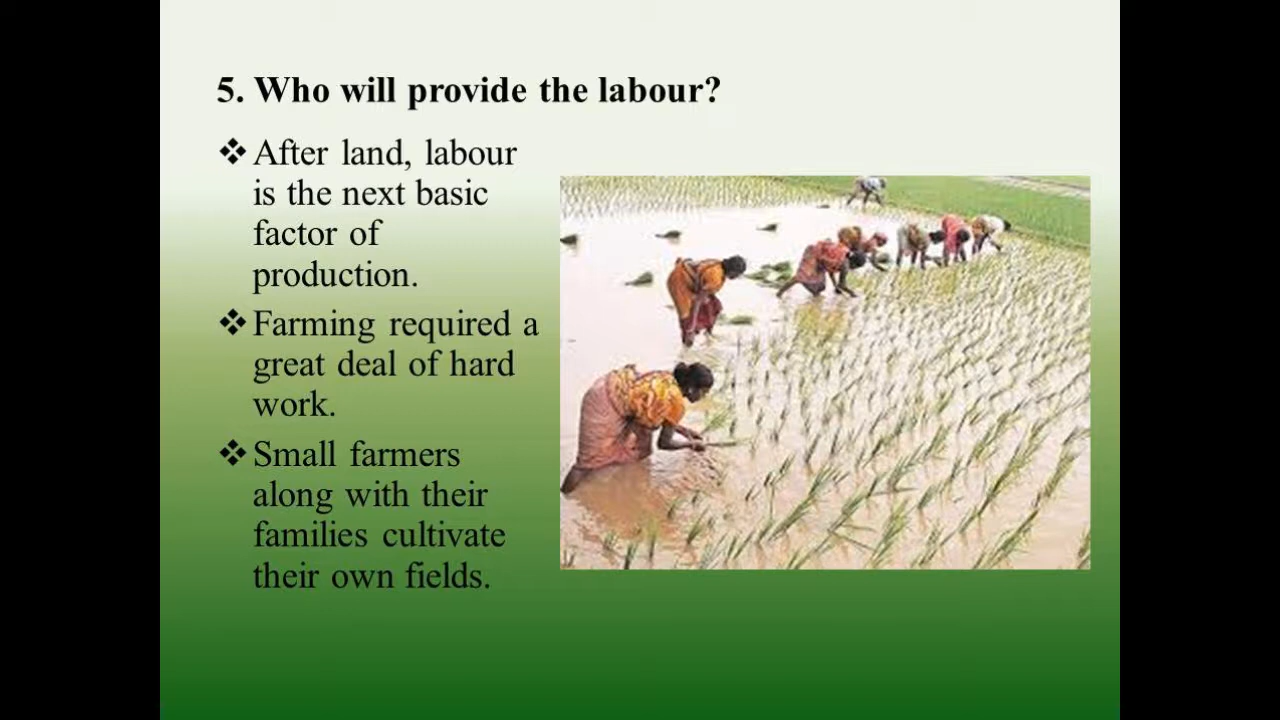 5. Who will provide the labour?
❖ After land, labour
is the next basic
factor of
production.
❖ Farming required a
great deal of hard
work.
❖ Small farmers
along with their
families cultivate
their own fields.